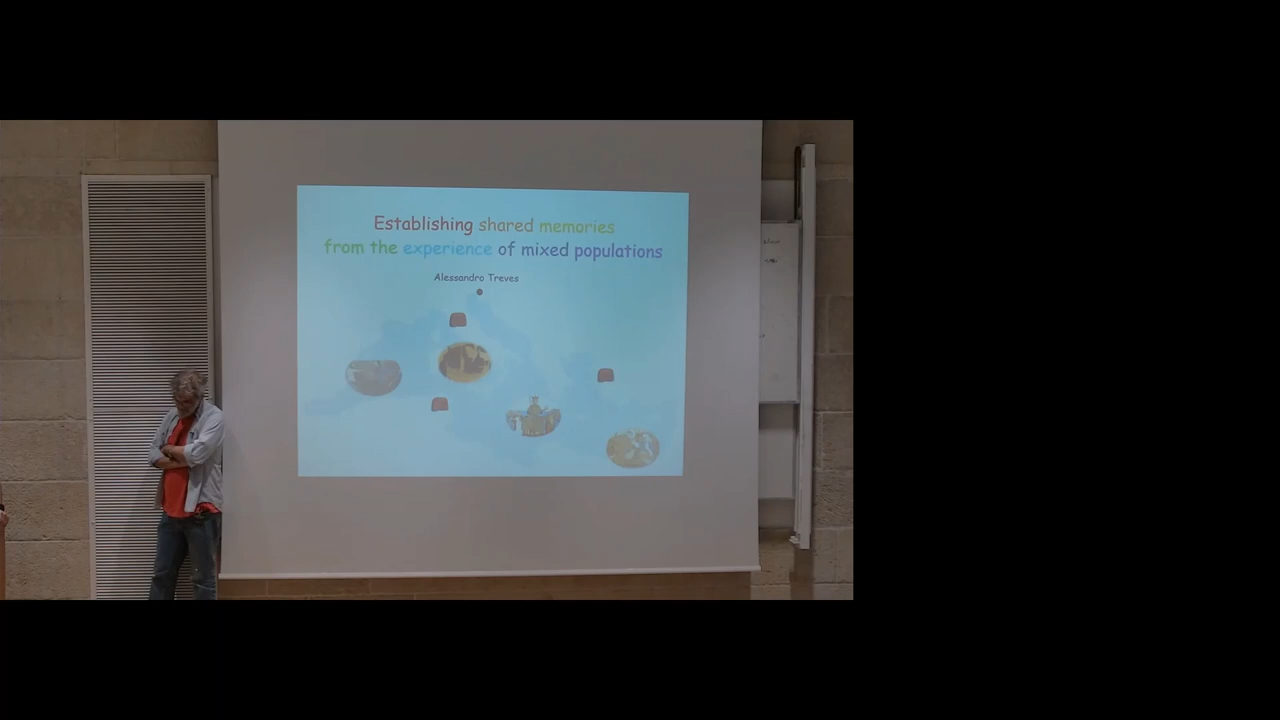 Establishing shared memories
from the experience of mixed populations
Alessandro Treves